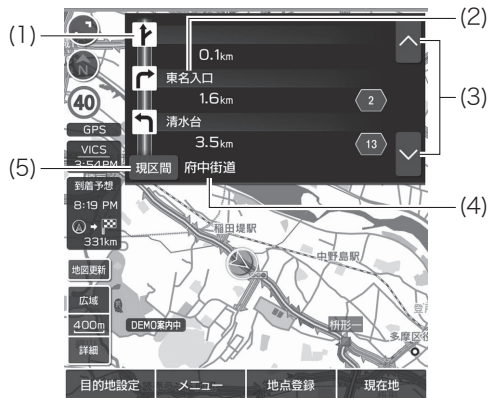 (1)
(2)
0.1km
東名入口
1.6km
2
(3)
40
清水台
GPS
3.5km
13
VICS
3:54PM
(5)
現区間
府中街道
(4)
到着予想
8:19 PM
331km
稲田堤駅
中野島駅
地図更新
広域
400m
DEMO案内中
枡形一
詳細
多摩区役
目的地設定
メニュー
地点登録
現在地